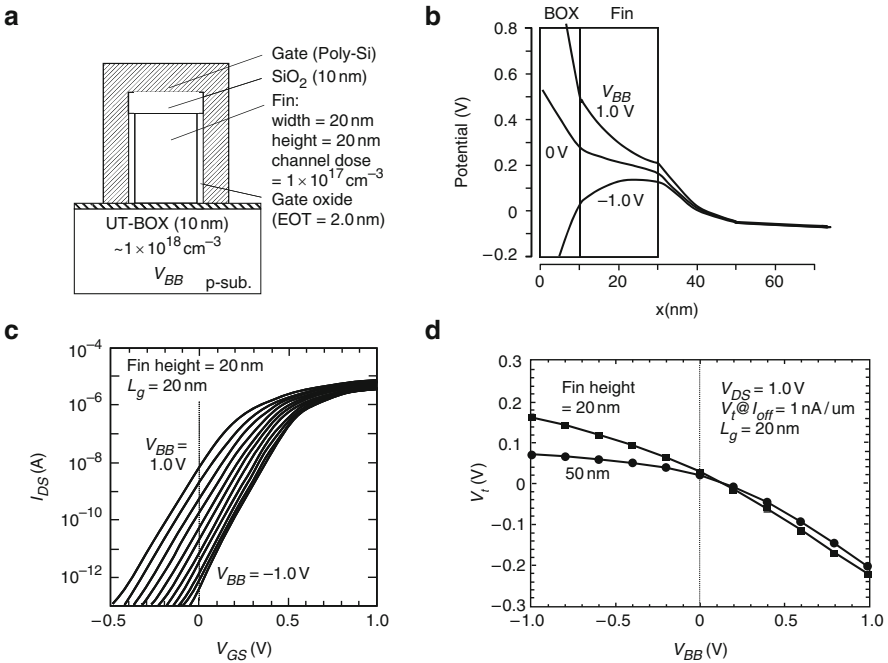 a
Gate (Poly-Si)
SiO2 (10 nm)
Fin:
width = 20 nm
height = 20 nm
channel dose
= 1 × 10^17 cm^−3
Gate oxide
(EOT = 2.0 nm)
UT-BOX (10 nm)
~1 × 10^18 cm^−3
VBB
p-sub.
b
BOX
Fin
0.8
0.6
0.4
0.2
0
−0.2
Potential (V)
VBB
1.0 V
0 V
−1.0 V
0
20
40
60
x(nm)
c
10^−4
10^−6
10^−8
10^−10
10^−12
IDS (A)
Fin height = 20 nm
Lg = 20 nm
VBB =
1.0 V
VBB = −1.0 V
−0.5
0
0.5
1.0
VGS (V)
d
0.3
0.2
0.1
0
−0.1
−0.2
−0.3
Vt (V)
Fin height
= 20 nm
50 nm
VDS = 1.0 V
Vt@Ioff = 1 nA / um
Lg = 20 nm
−1.0
−0.5
0
0.5
1.0
VBB (V)